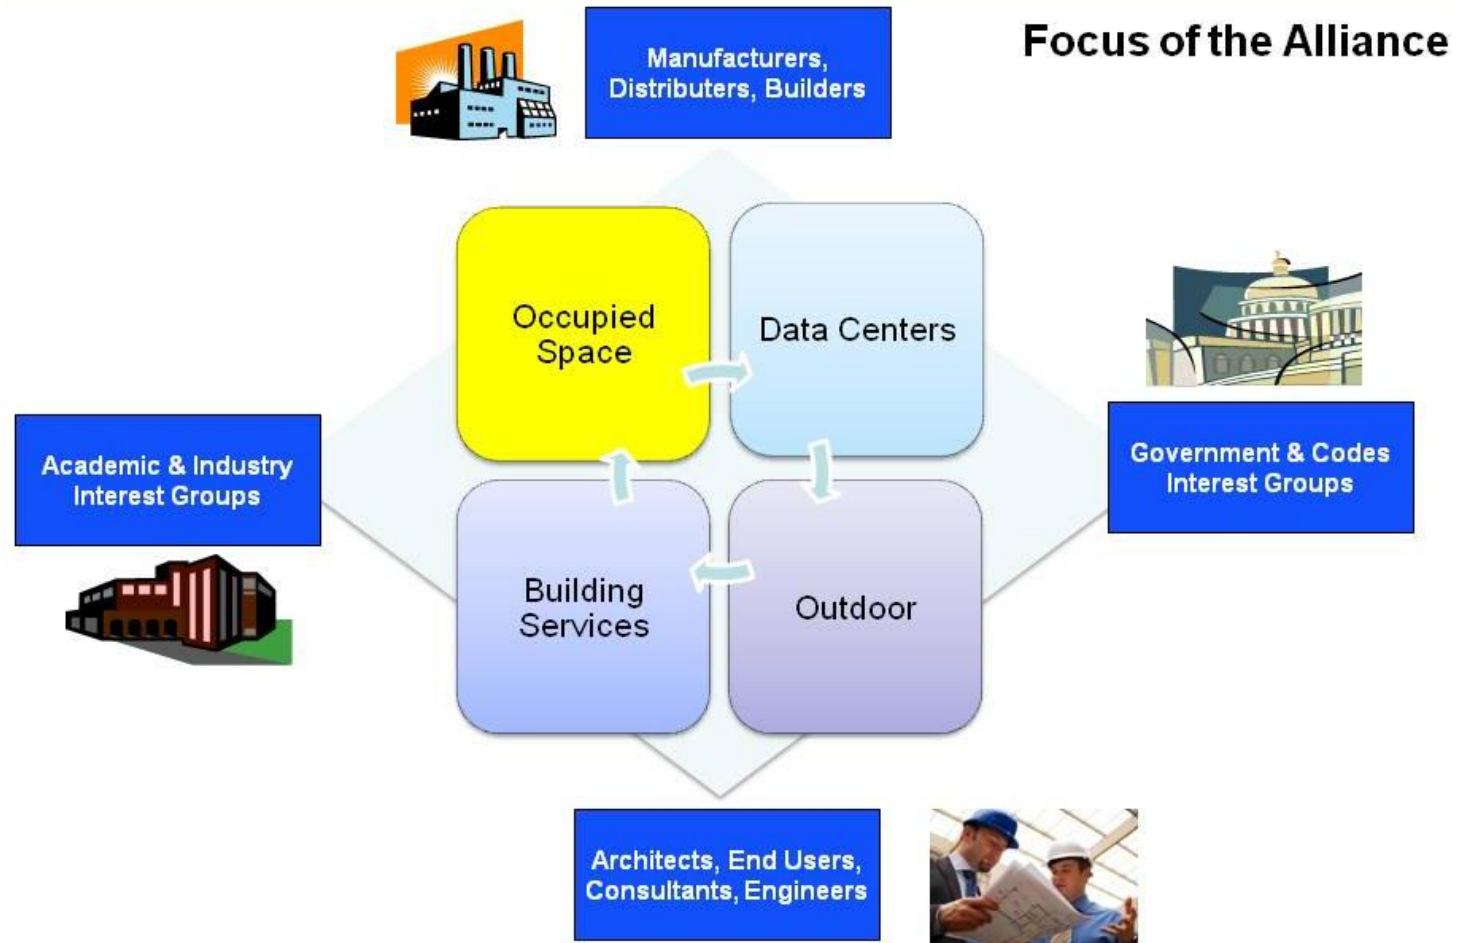 Focus of the Alliance
Manufacturers,
Distributers, Builders
Occupied
Space
Data Centers
Academic & Industry
Interest Groups
Government & Codes
Interest Groups
Building
Services
Outdoor
Architects, End Users,
Consultants, Engineers